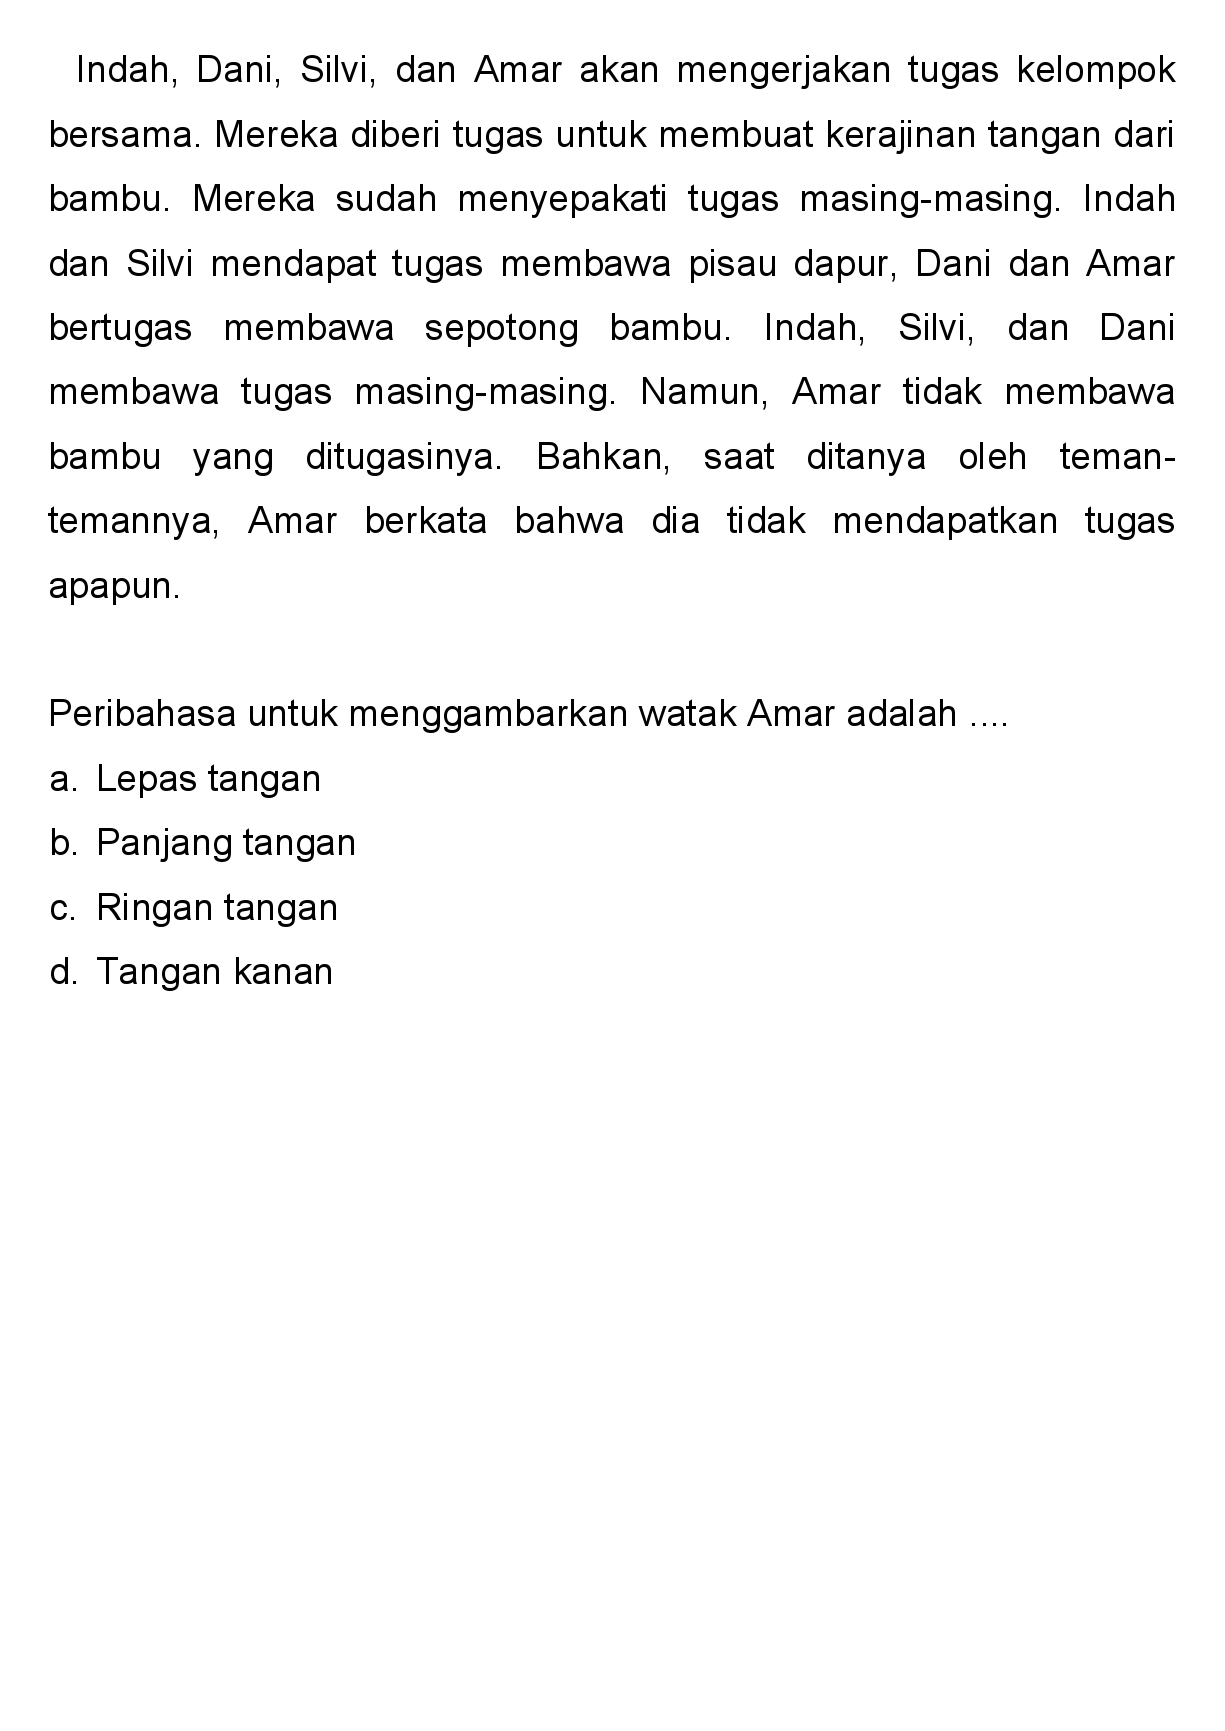 Indah, Dani, Silvi, dan Amar akan mengerjakan tugas kelompok
bersama. Mereka diberi tugas untuk membuat kerajinan tangan dari
bambu. Mereka sudah menyepakati tugas masing-masing. Indah
dan Silvi mendapat tugas membawa pisau dapur, Dani dan Amar
bertugas membawa sepotong bambu. Indah, Silvi, dan Dani
membawa tugas masing-masing. Namun, Amar tidak membawa
bambu yang ditugasinya. Bahkan, saat ditanya oleh teman-
temannya, Amar berkata bahwa dia tidak mendapatkan tugas
apapun.
Peribahasa untuk menggambarkan watak Amar adalah ....
a. Lepas tangan
b. Panjang tangan
c. Ringan tangan
d. Tangan kanan